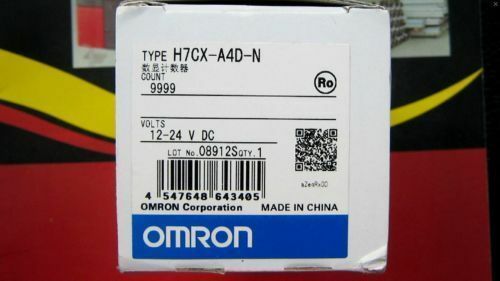 TYPE H7CX-A4D-N
数显计数器
COUNT
9999
Ro
VOLTS
12-24 V DC
LOT No. 08912S QTY. 1
a2emRx00
4 547648 643405
OMRON Corporation MADE IN CHINA
OMRON